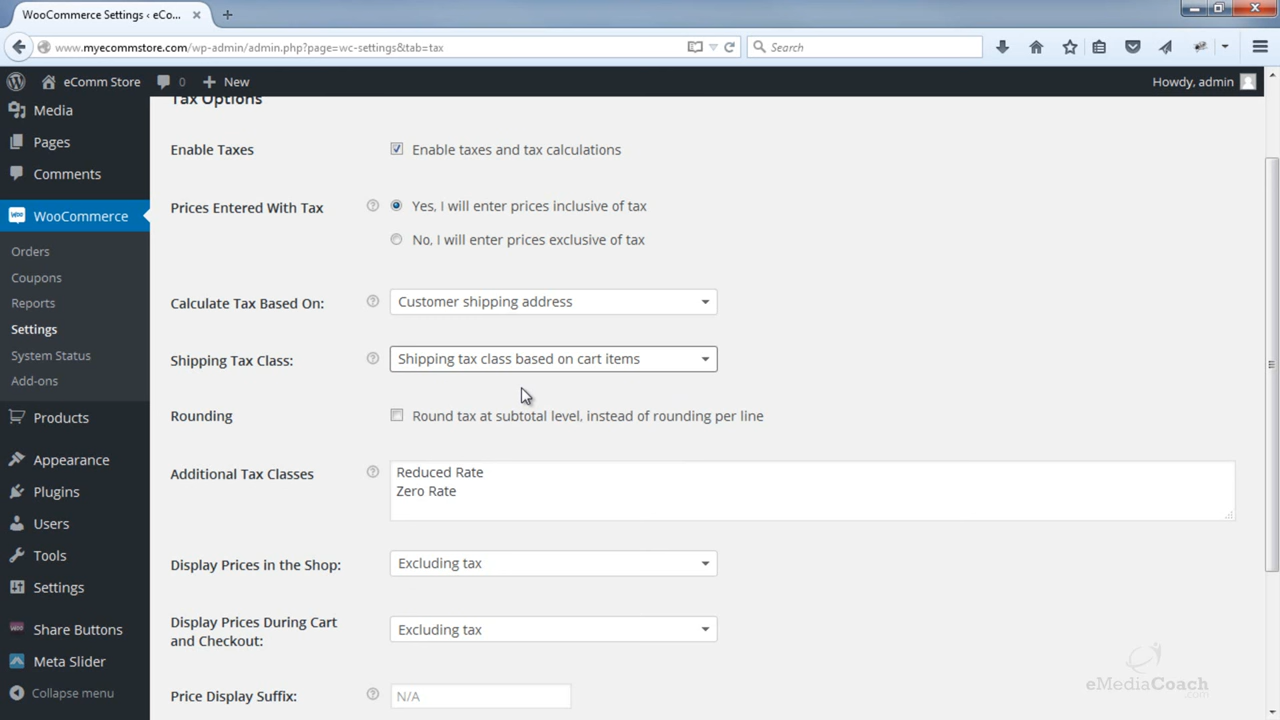 WooCommerce Settings ‹ eCo...
www.myecommstore.com/wp-admin/admin.php?page=wc-settings&tab=tax
Search
eComm Store
0
New
Howdy, admin
Media
Pages
Comments
WooCommerce
Orders
Coupons
Reports
Settings
System Status
Add-ons
Products
Appearance
Plugins
Users
Tools
Settings
Share Buttons
Meta Slider
Collapse menu
Tax Options
Enable Taxes
Enable taxes and tax calculations
Prices Entered With Tax
Yes, I will enter prices inclusive of tax
No, I will enter prices exclusive of tax
Calculate Tax Based On:
Customer shipping address
Shipping Tax Class:
Shipping tax class based on cart items
Rounding
Round tax at subtotal level, instead of rounding per line
Additional Tax Classes
Reduced Rate
Zero Rate
Display Prices in the Shop:
Excluding tax
Display Prices During Cart
and Checkout:
Excluding tax
Price Display Suffix:
N/A
eMediaCoach